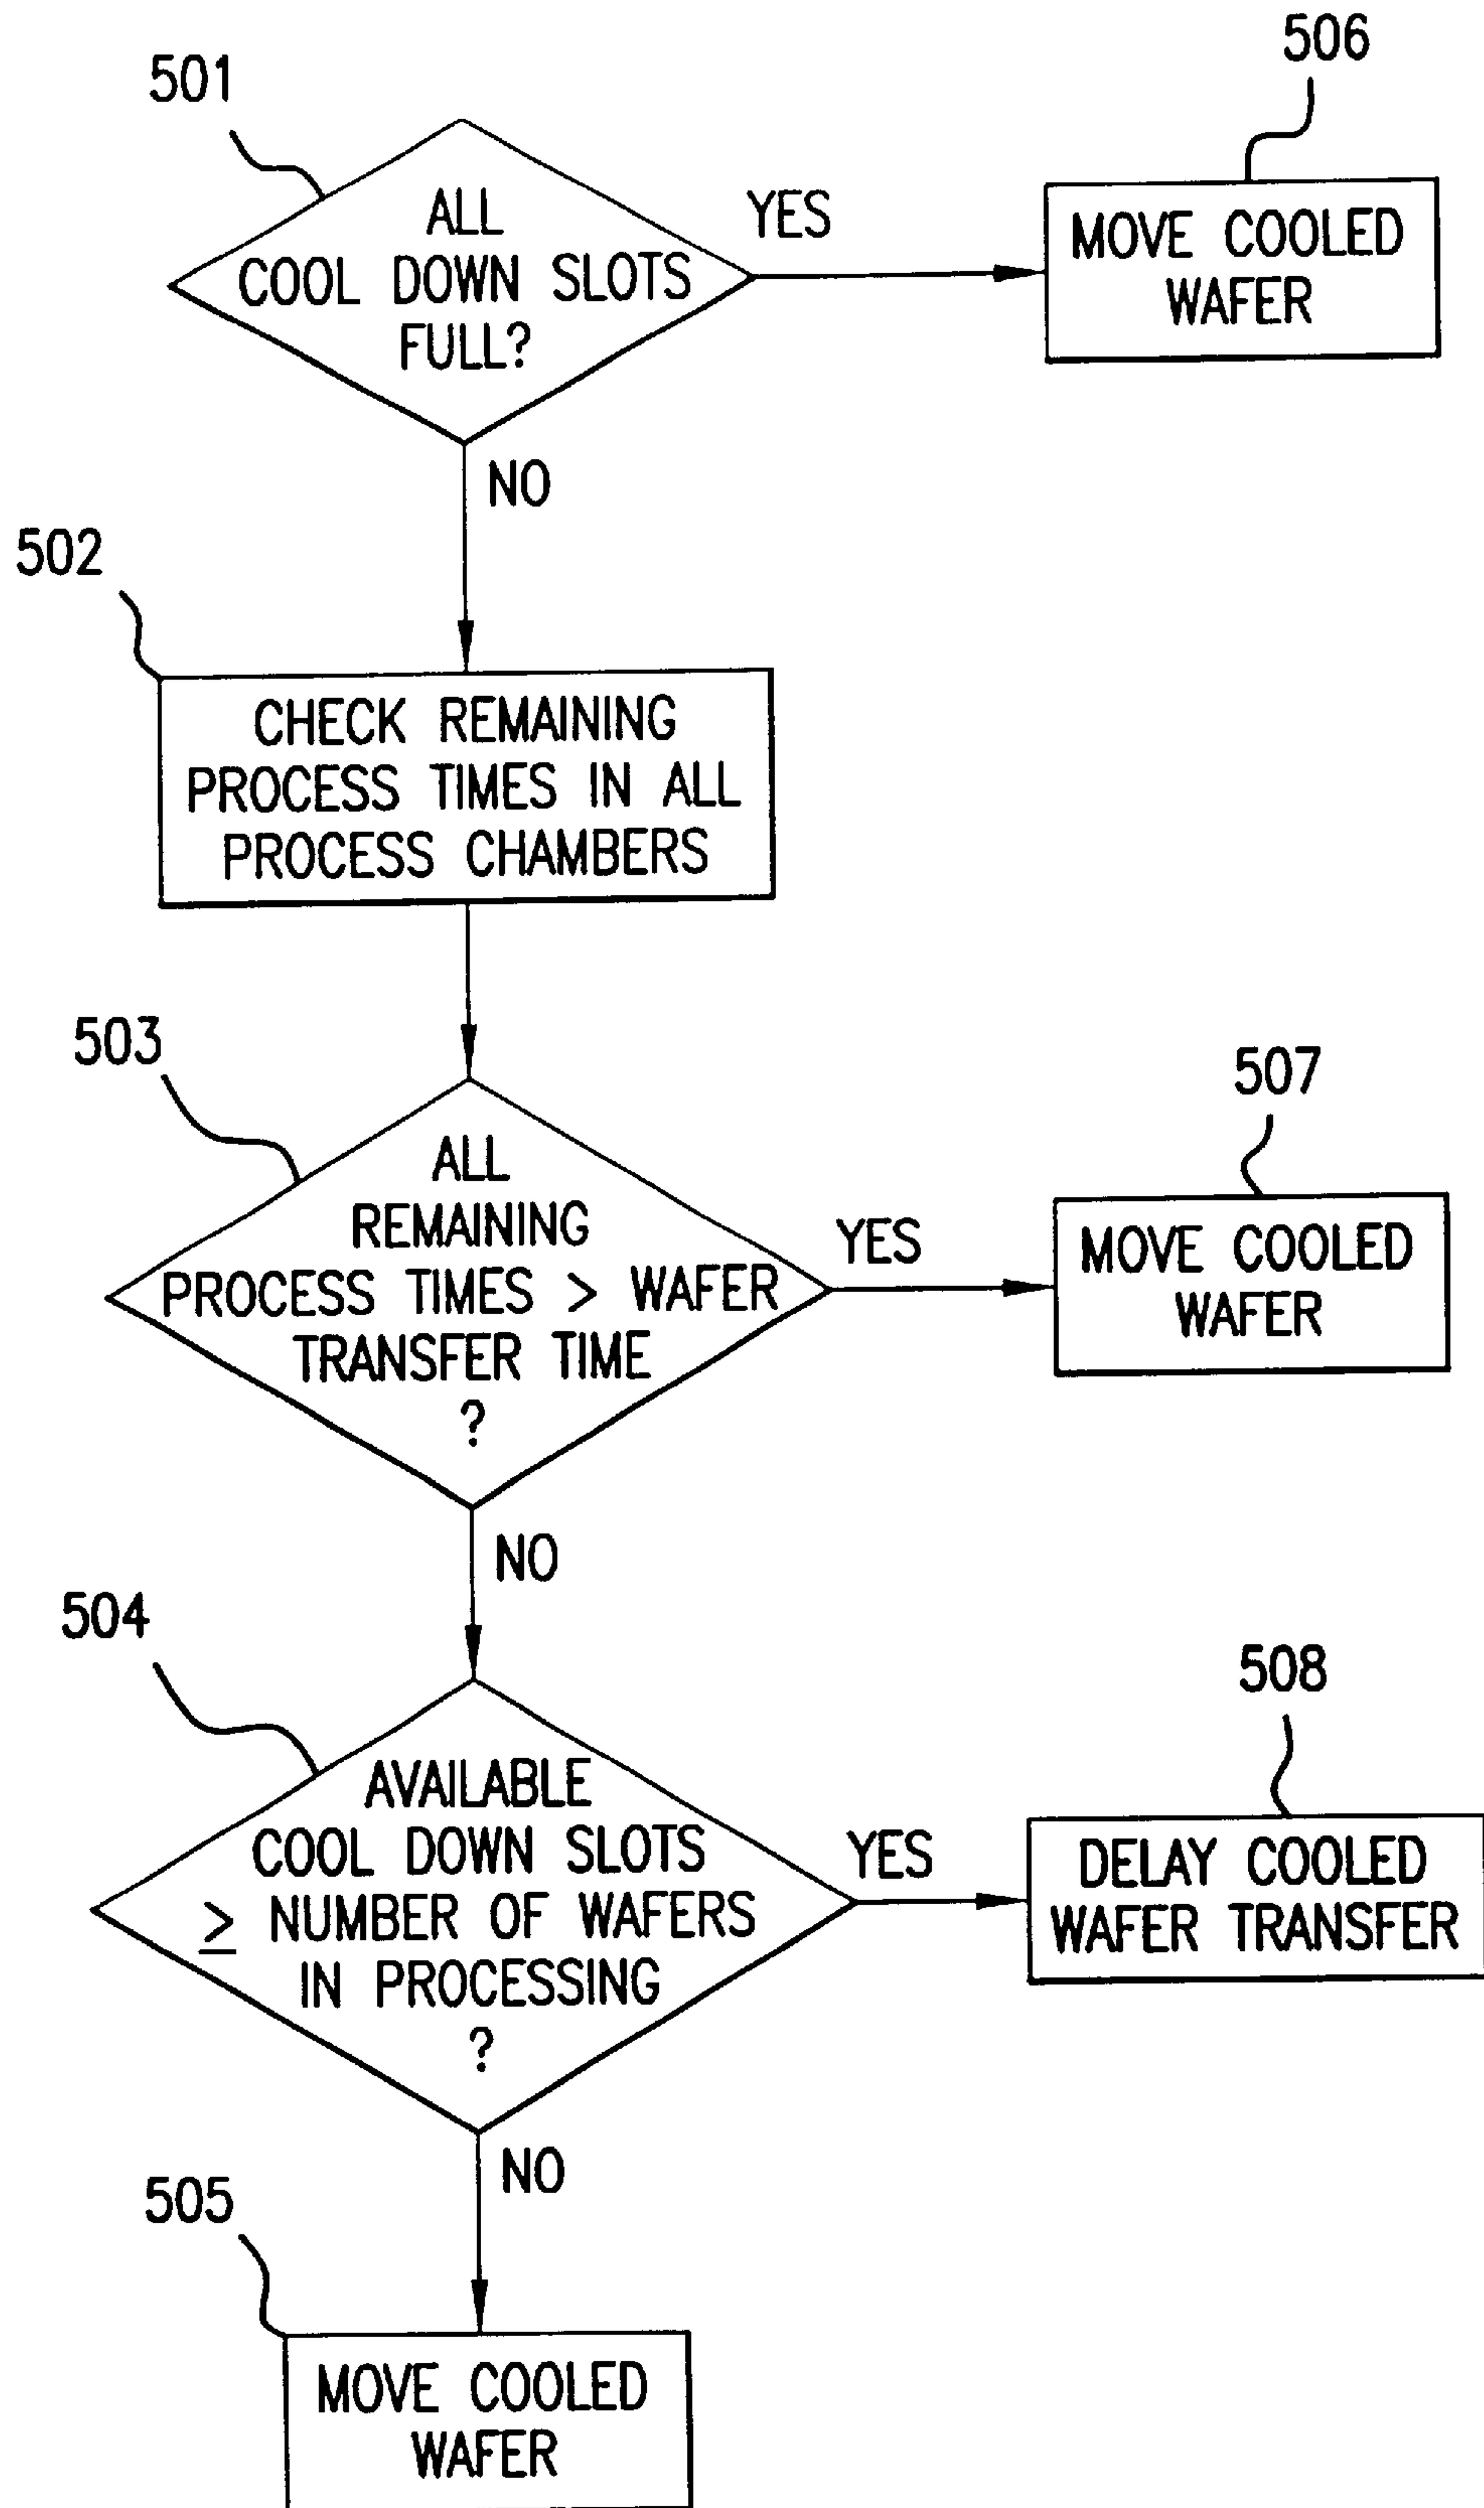 501
ALL
COOL DOWN SLOTS
FULL?
YES
506
MOVE COOLED
WAFER
NO
502
CHECK REMAINING
PROCESS TIMES IN ALL
PROCESS CHAMBERS
503
ALL
REMAINING
PROCESS TIMES > WAFER
TRANSFER TIME
?
YES
507
MOVE COOLED
WAFER
NO
504
AVAILABLE
COOL DOWN SLOTS
≥ NUMBER OF WAFERS
IN PROCESSING
?
YES
508
DELAY COOLED
WAFER TRANSFER
NO
505
MOVE COOLED
WAFER